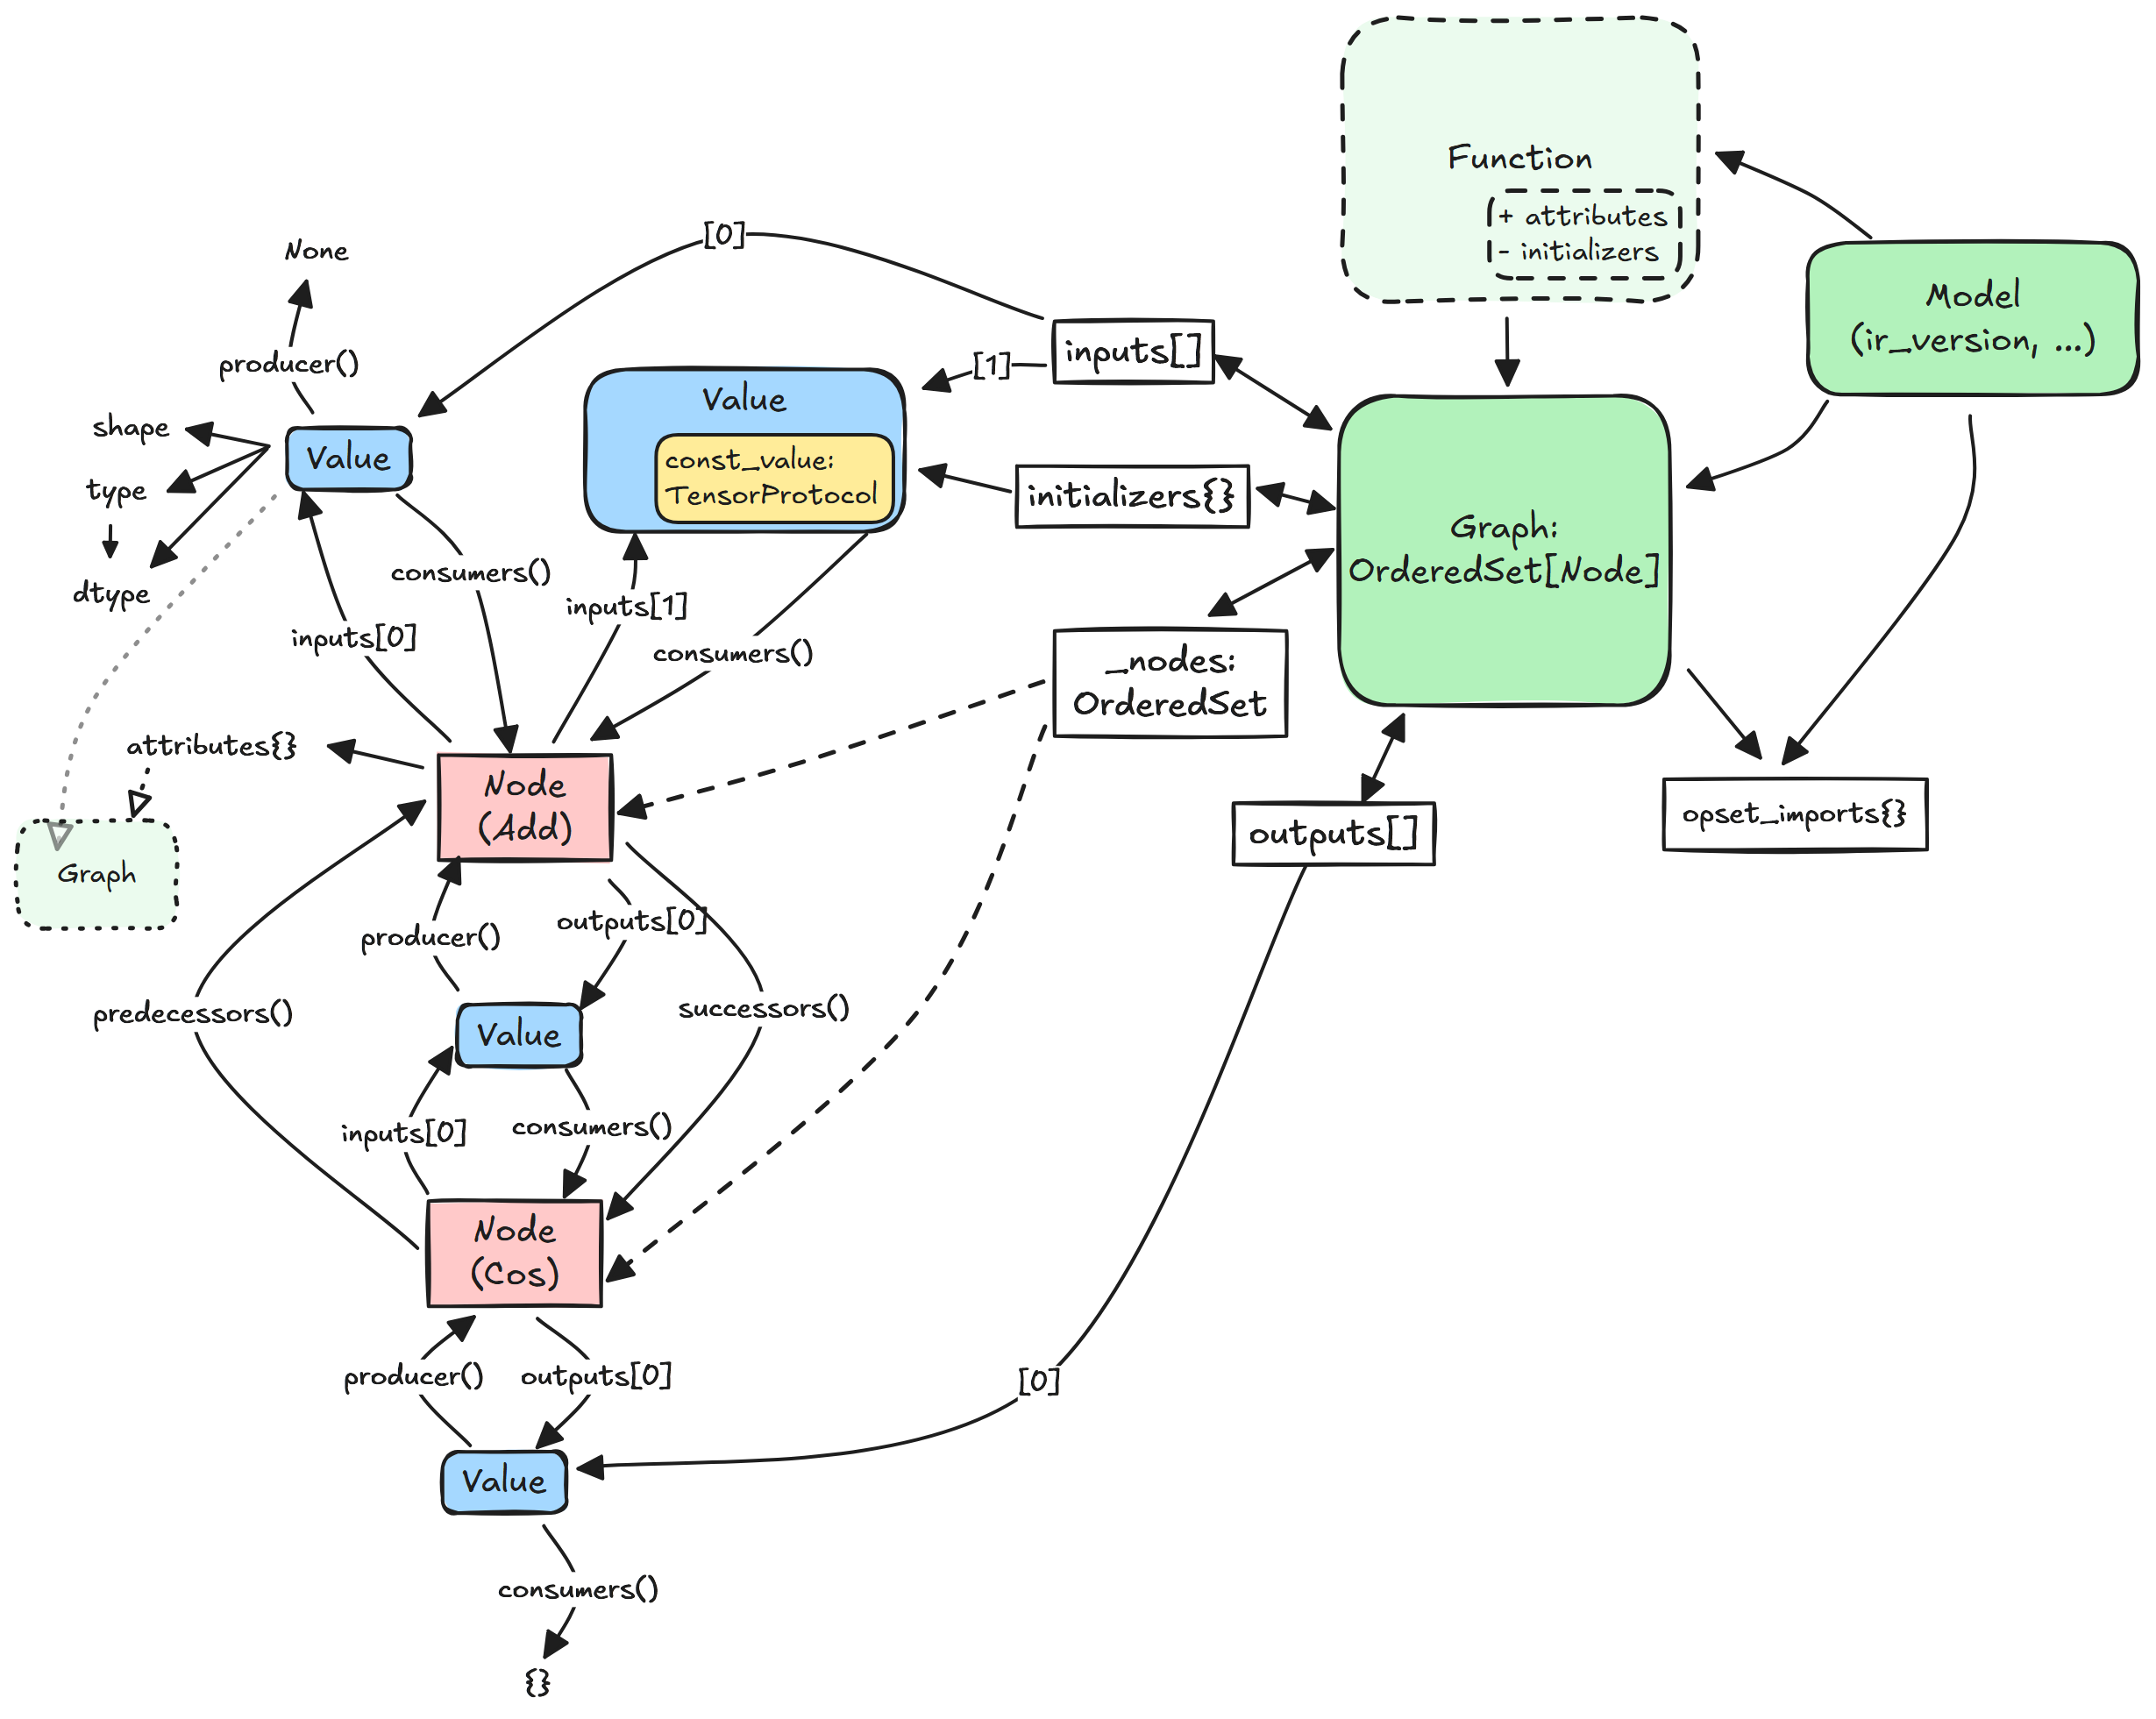 Function
+ attributes
- initializers
Model
(ir_version, ...)
[0]
None
producer()
inputs[]
[1]
Value
const_value:
TensorProtocol
shape
Value
type
initializers{}
Graph:
OrderedSet[Node]
dtype
consumers()
inputs[1]
inputs[0]
consumers()
_nodes:
OrderedSet
attributes{}
Node
(Add)
opset_imports{}
outputs[]
Graph
producer()
outputs[0]
predecessors()
successors()
Value
inputs[0]
consumers()
Node
(Cos)
producer()
outputs[0]
[0]
Value
consumers()
{}